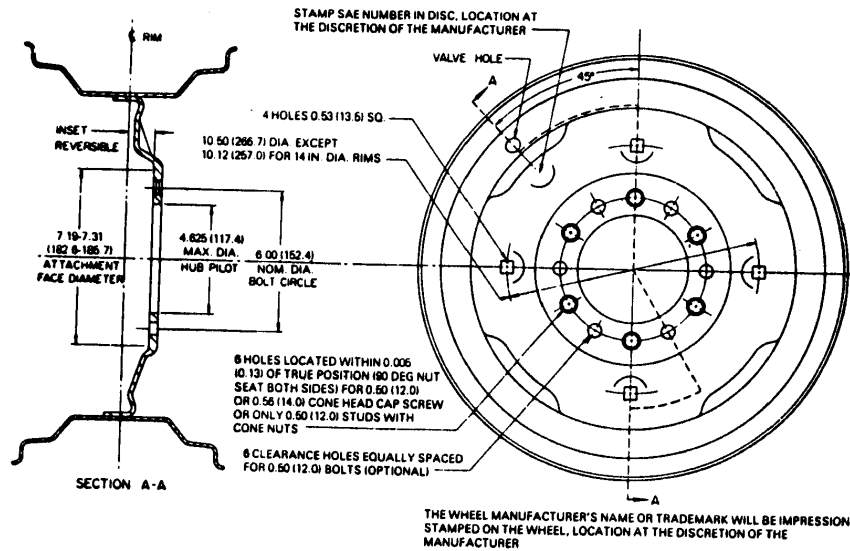 STAMP SAE NUMBER IN DISC, LOCATION AT
THE DISCRETION OF THE MANUFACTURER
℄ RIM
VALVE HOLE
A
45°
4 HOLES 0.53 (13.5) SQ.
INSET
REVERSIBLE
10.50 (266.7) DIA. EXCEPT
10.12 (257.0) FOR 14 IN. DIA. RIMS
7.19-7.31
(182.6-185.7)
ATTACHMENT
FACE DIAMETER
4.625 (117.4)
MAX. DIA.
HUB PILOT
6.00 (152.4)
NOM. DIA.
BOLT CIRCLE
6 HOLES LOCATED WITHIN 0.005
(0.13) OF TRUE POSITION (90 DEG NUT
SEAT BOTH SIDES) FOR 0.50 (12.0)
OR 0.56 (14.0) CONE HEAD CAP SCREW
OR ONLY 0.50 (12.0) STUDS WITH
CONE NUTS
6 CLEARANCE HOLES EQUALLY SPACED
FOR 0.50 (12.0) BOLTS (OPTIONAL)
SECTION A-A
A
THE WHEEL MANUFACTURER'S NAME OR TRADEMARK WILL BE IMPRESSION
STAMPED ON THE WHEEL, LOCATION AT THE DISCRETION OF THE
MANUFACTURER